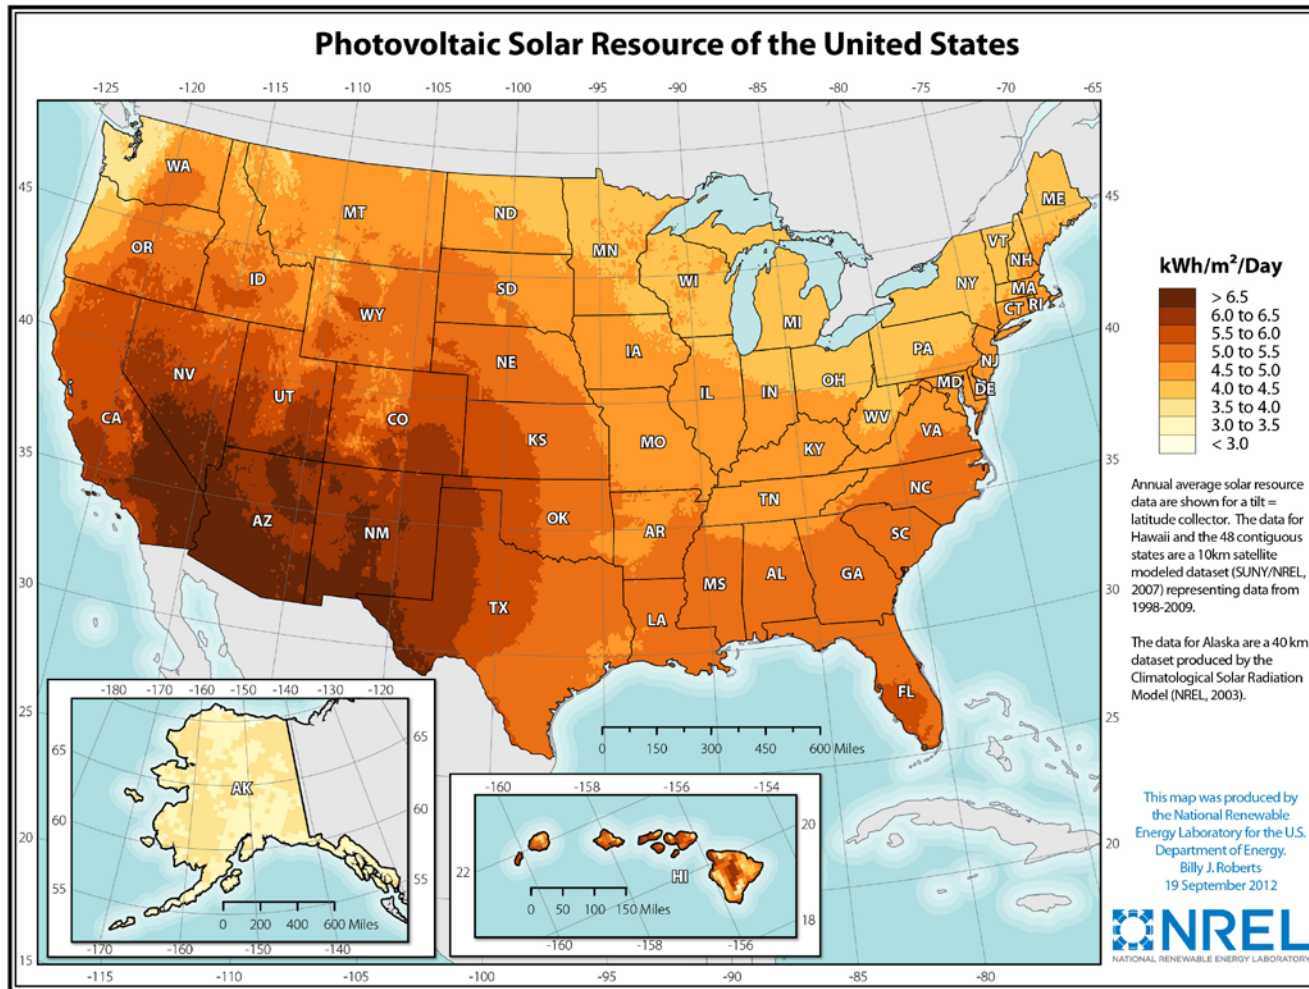 Photovoltaic Solar Resource of the United States
-125 -120 -115 -110 -105 -100 -95 -90 -85 -80 -75 -70 -65
45
40
35
30
25
20
15
45
40
35
30
25
20
WA
OR
CA
NV
ID
MT
WY
UT
CO
AZ
NM
ND
SD
NE
KS
OK
TX
MN
IA
MO
AR
LA
WI
IL
MI
IN
OH
KY
TN
MS
AL
GA
FL
SC
NC
VA
WV
PA
NY
VT
NH
ME
MA
CT
RI
NJ
MD
DE
0 150 300 450 600 Miles
-180 -170 -160 -150 -140 -130 -120
65
60
55
65
60
55
AK
0 200 400 600 Miles
-170 -160 -150 -140
-160 -158 -156 -154
22
20
18
HI
0 50 100 150 Miles
-160 -158 -156
-115 -110 -105 -100 -95 -90 -85 -80
kWh/m²/Day
> 6.5
6.0 to 6.5
5.5 to 6.0
5.0 to 5.5
4.5 to 5.0
4.0 to 4.5
3.5 to 4.0
3.0 to 3.5
< 3.0
Annual average solar resource
data are shown for a tilt =
latitude collector. The data for
Hawaii and the 48 contiguous
states are a 10km satellite
modeled dataset (SUNY/NREL,
2007) representing data from
1998-2009.
The data for Alaska are a 40 km
dataset produced by the
Climatological Solar Radiation
Model (NREL, 2003).
This map was produced by
the National Renewable
Energy Laboratory for the U.S.
Department of Energy.
Billy J. Roberts
19 September 2012
NREL
NATIONAL RENEWABLE ENERGY LABORATORY